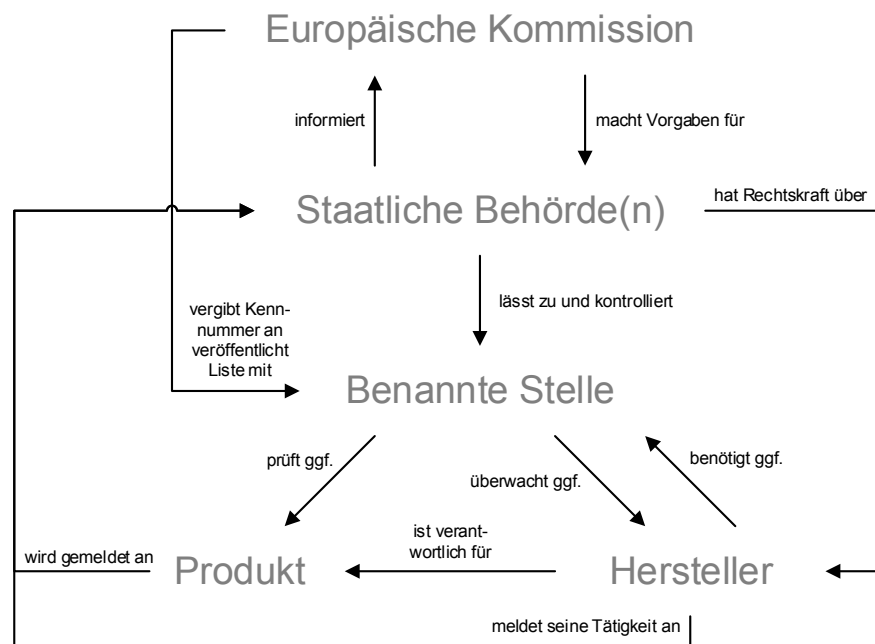 Europäische Kommission
informiert
macht Vorgaben für
hat Rechtskraft über
Staatliche Behörde(n)
lässt zu und kontrolliert
vergibt Kenn-
nummer an
veröffentlicht
Liste mit
Benannte Stelle
prüft ggf.
überwacht ggf.
benötigt ggf.
ist verant-
wortlich für
wird gemeldet an
Produkt
Hersteller
meldet seine Tätigkeit an